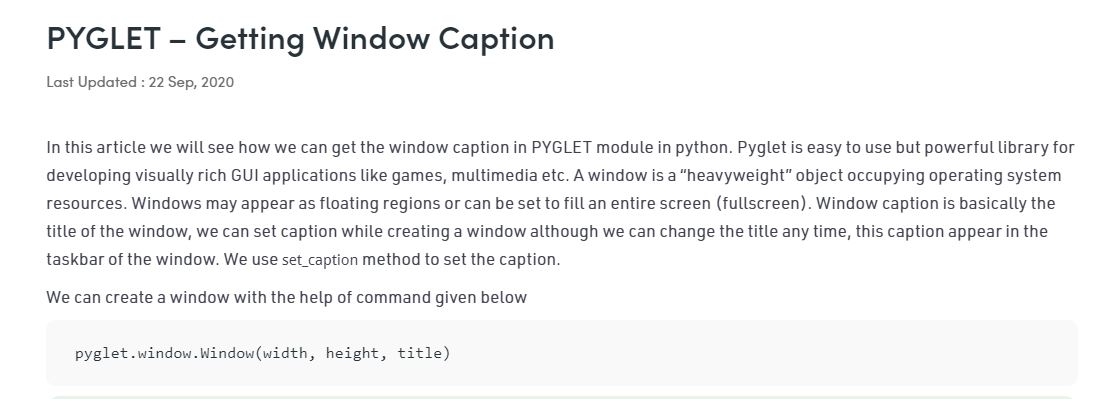 PYGLET – Getting Window Caption
Last Updated : 22 Sep, 2020
In this article we will see how we can get the window caption in PYGLET module in python. Pyglet is easy to use but powerful library for
developing visually rich GUI applications like games, multimedia etc. A window is a “heavyweight” object occupying operating system
resources. Windows may appear as floating regions or can be set to fill an entire screen (fullscreen). Window caption is basically the
title of the window, we can set caption while creating a window although we can change the title any time, this caption appear in the
taskbar of the window. We use set_caption method to set the caption.
We can create a window with the help of command given below
pyglet.window.Window(width, height, title)